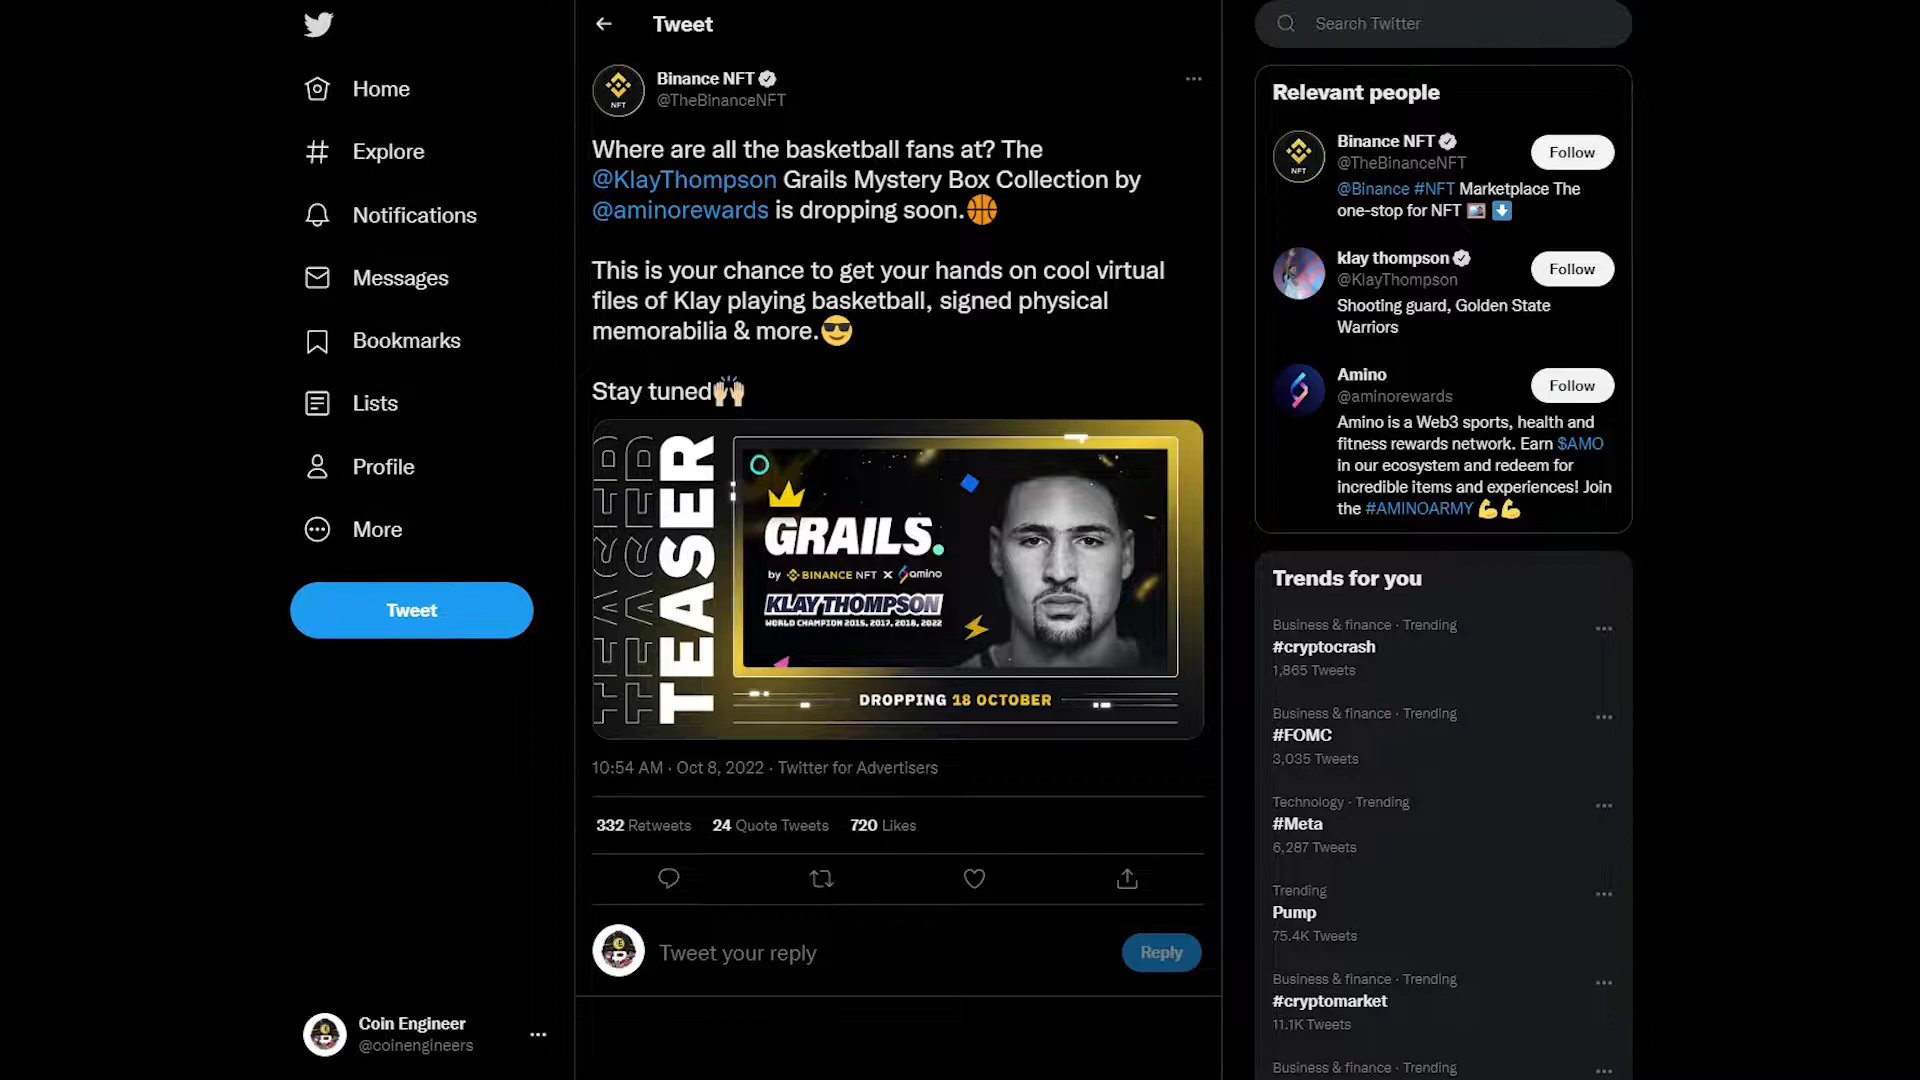 Home
Explore
Notifications
Messages
Bookmarks
Lists
Profile
More
Tweet
Coin Engineer
@coinengineers
Tweet
Binance NFT
@TheBinanceNFT
Where are all the basketball fans at? The
@KlayThompson Grails Mystery Box Collection by
@aminorewards is dropping soon.🏀
This is your chance to get your hands on cool virtual
files of Klay playing basketball, signed physical
memorabilia & more.😎
Stay tuned🙌🏼
TEASER
TEASER
TEASER
GRAILS.
by BINANCE NFT X amino
KLAY THOMPSON
WORLD CHAMPION 2015, 2017, 2018, 2022
DROPPING 18 OCTOBER
10:54 AM · Oct 8, 2022 · Twitter for Advertisers
332 Retweets 24 Quote Tweets 720 Likes
Tweet your reply
Reply
Search Twitter
Relevant people
Binance NFT
@TheBinanceNFT
Follow
@Binance #NFT Marketplace The
one-stop for NFT 🖼️ ⬇️
klay thompson
@KlayThompson
Follow
Shooting guard, Golden State
Warriors
Amino
@aminorewards
Follow
Amino is a Web3 sports, health and
fitness rewards network. Earn $AMO
in our ecosystem and redeem for
incredible items and experiences! Join
the #AMINOARMY 💪💪
Trends for you
Business & finance · Trending
#cryptocrash
1,865 Tweets
Business & finance · Trending
#FOMC
3,035 Tweets
Technology · Trending
#Meta
6,287 Tweets
Trending
Pump
75.4K Tweets
Business & finance · Trending
#cryptomarket
11.1K Tweets
Business & finance · Trending